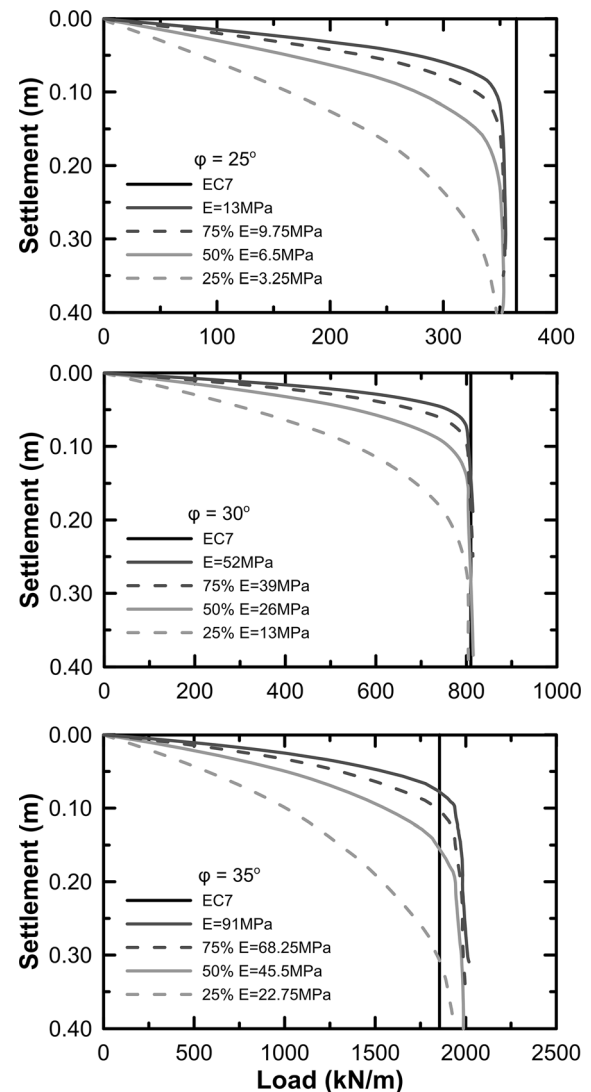 0.00
0.10
0.20
0.30
0.40
Settlement (m)
φ = 25º
EC7
E=13MPa
75% E=9.75MPa
50% E=6.5MPa
25% E=3.25MPa
0 100 200 300 400
0.00
0.10
0.20
0.30
0.40
Settlement (m)
φ = 30º
EC7
E=52MPa
75% E=39MPa
50% E=26MPa
25% E=13MPa
0 200 400 600 800 1000
0.00
0.10
0.20
0.30
0.40
Settlement (m)
φ = 35º
EC7
E=91MPa
75% E=68.25MPa
50% E=45.5MPa
25% E=22.75MPa
0 500 1000 1500 2000 2500
Load (kN/m)